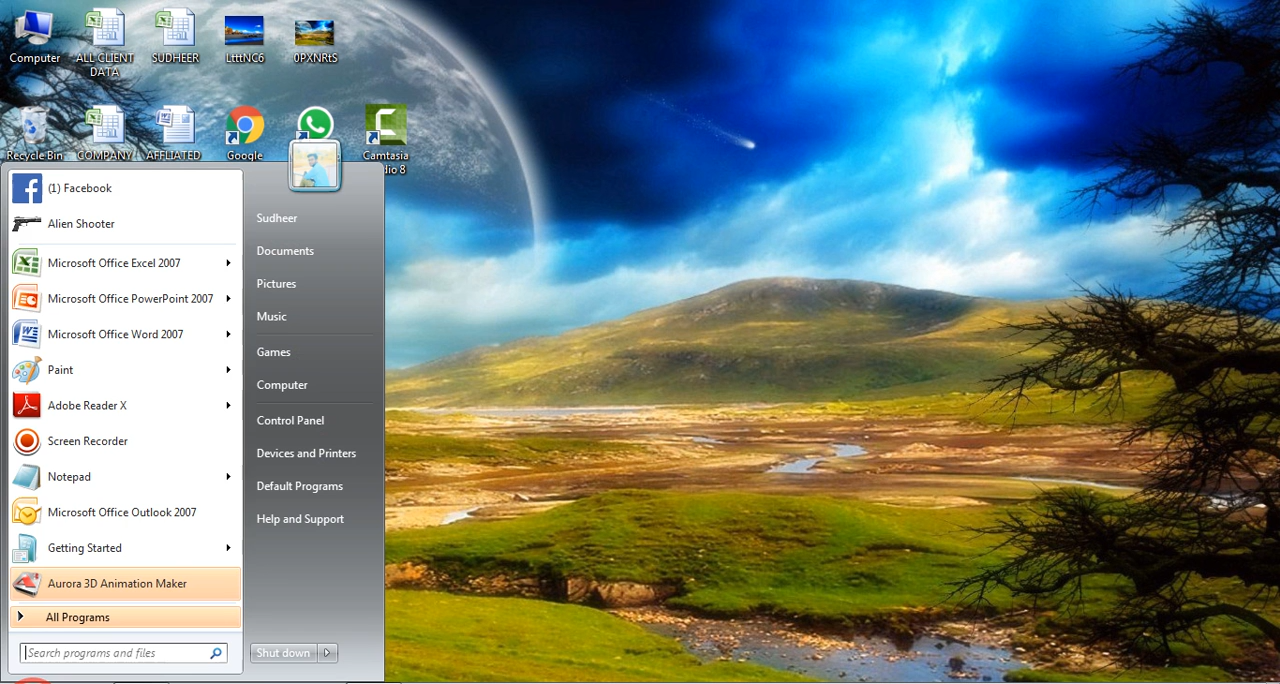 Computer
ALL CLIENT
DATA
SUDHEER
LtttNC6
0PXNRtS
Recycle Bin
COMPANY
AFFLIATED
Google
Camtasia
dio 8
(1) Facebook
Alien Shooter
Microsoft Office Excel 2007
Microsoft Office PowerPoint 2007
Microsoft Office Word 2007
Paint
Adobe Reader X
Screen Recorder
Notepad
Microsoft Office Outlook 2007
Getting Started
Aurora 3D Animation Maker
All Programs
Search programs and files
Sudheer
Documents
Pictures
Music
Games
Computer
Control Panel
Devices and Printers
Default Programs
Help and Support
Shut down